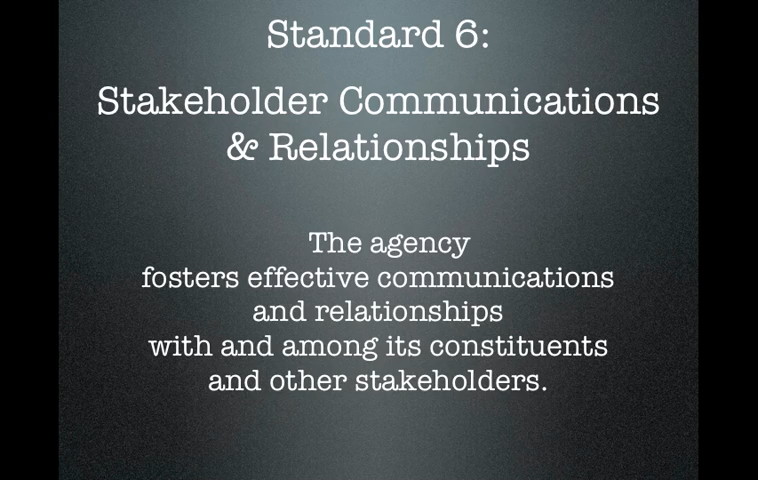 Standard 6:
Stakeholder Communications
& Relationships
The agency
fosters effective communications
and relationships
with and among its constituents
and other stakeholders.